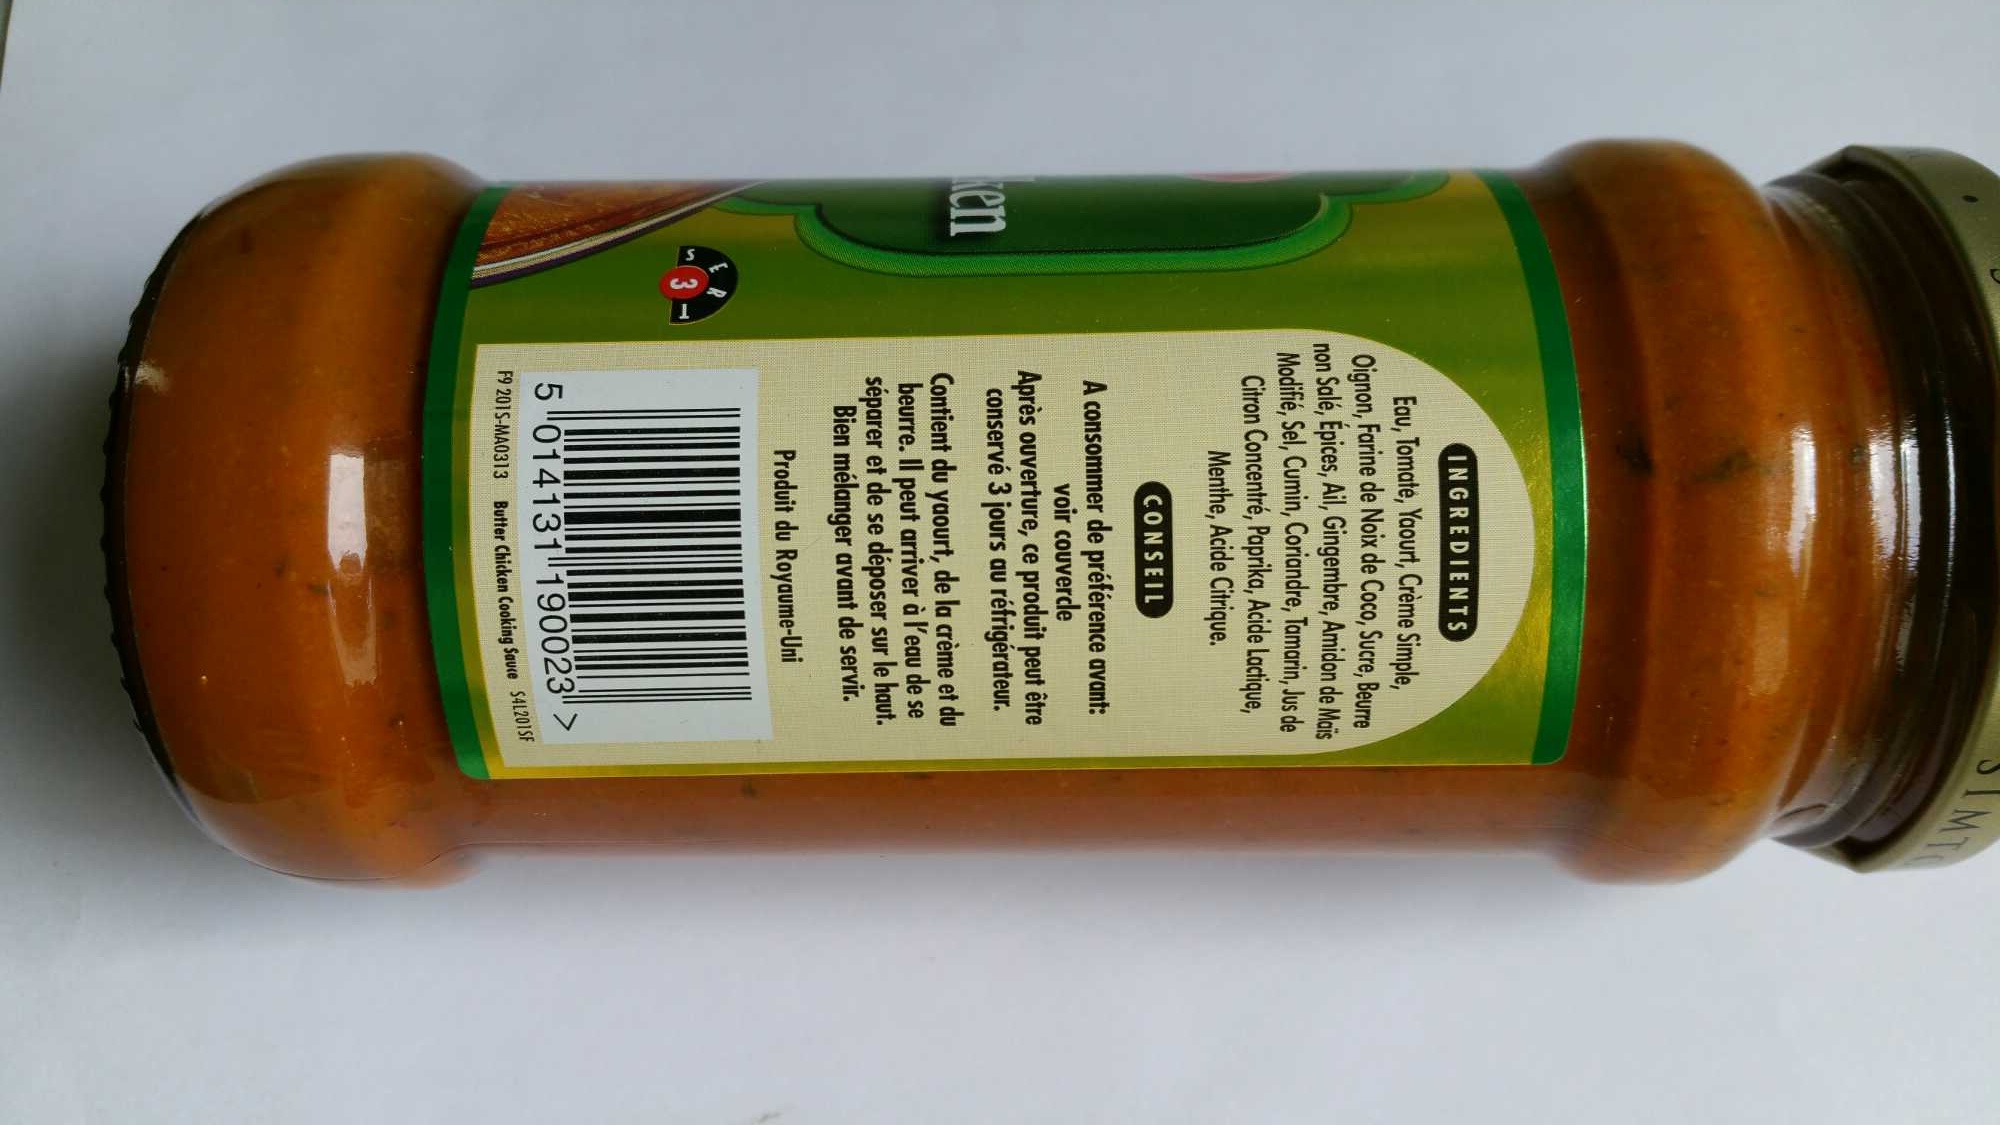 ken
SERT
3
INGREDIENTS
Eau, Tomate, Yaourt, Crème Simple,
Oignon, Farine de Noix de Coco, Sucre, Beurre
non Salé, Épices, Ail, Gingembre, Amidon de Maïs
Modifié, Sel, Cumin, Coriandre, Tamarin, Jus de
Citron Concentré, Paprika, Acide Lactique,
Menthe, Acide Citrique.
CONSEIL
A consommer de préférence avant:
voir couvercle
Après ouverture, ce produit peut être
conservé 3 jours au réfrigérateur.
Contient du yaourt, de la crème et du
beurre. Il peut arriver à l'eau de se
séparer et de se déposer sur le haut.
Bien mélanger avant de servir.
Produit du Royaume-Uni
5 014131 190023 >
F9 201S-MA0313 Butter Chicken Cooking Sauce S4L201SF